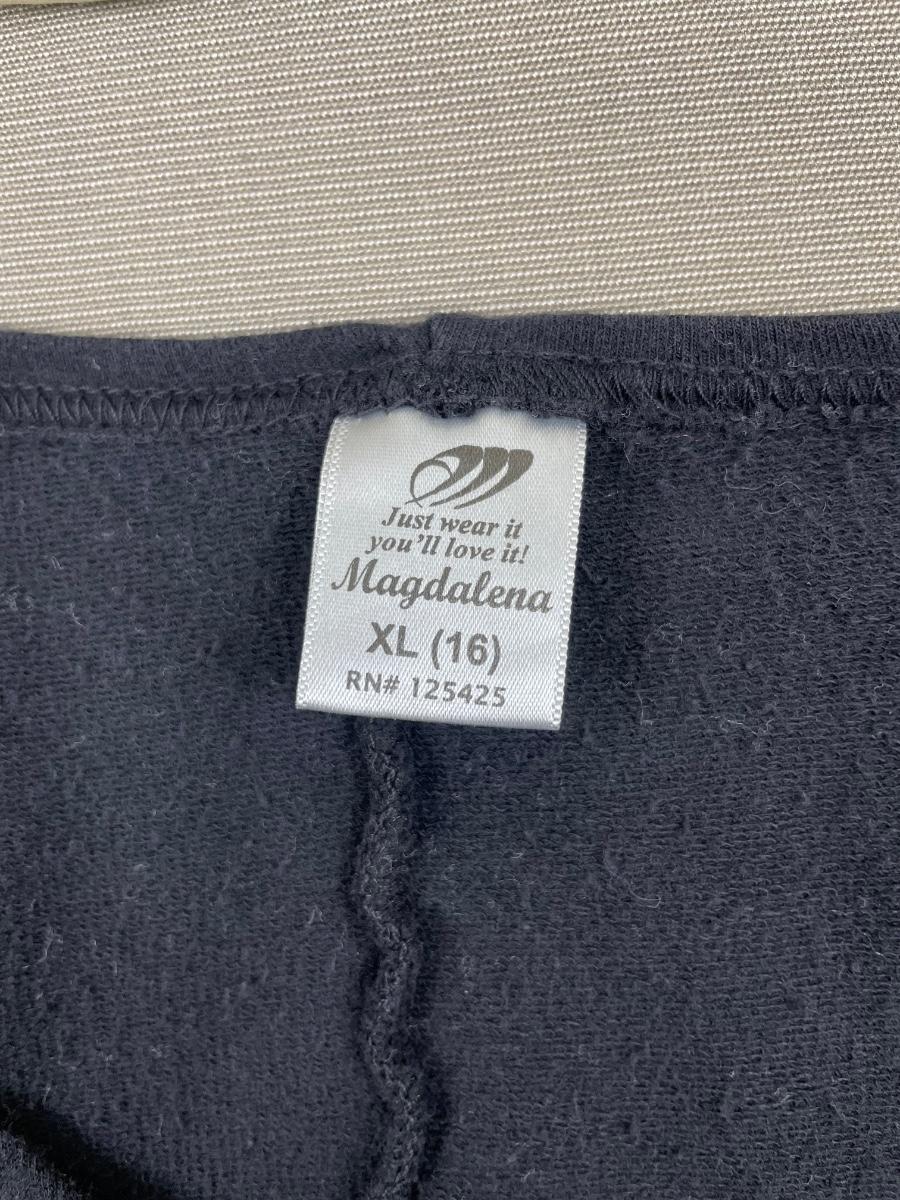 Just wear it
you'll love it!
Magdalena
XL (16)
RN# 125425